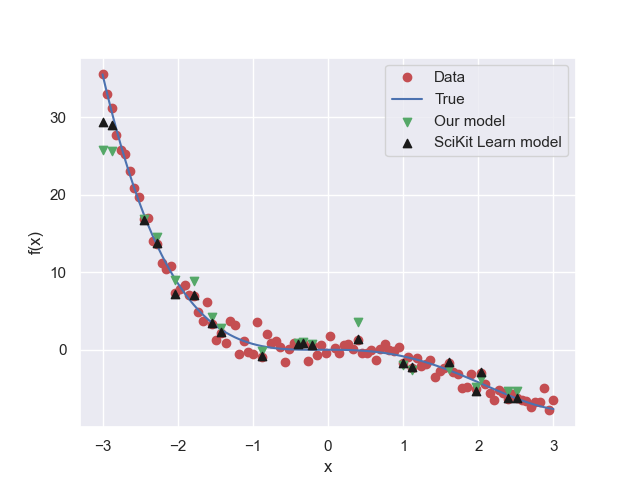 Data
True
Our model
SciKit Learn model
30
20
10
0
f(x)
−3 −2 −1 0 1 2 3
x